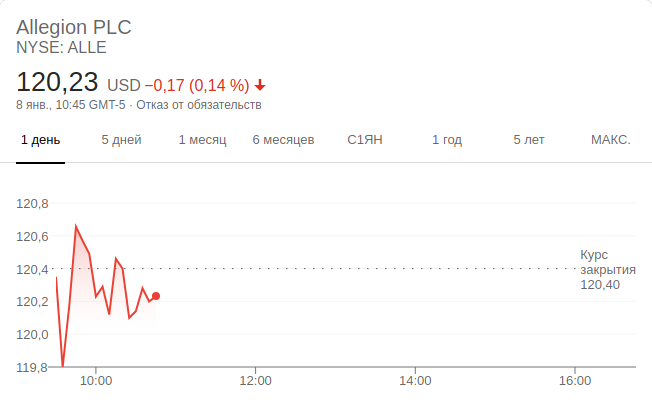 Allegion PLC
NYSE: ALLE
120,23 USD −0,17 (0,14 %)
8 янв., 10:45 GMT-5 · Отказ от обязательств
1 день 5 дней 1 месяц 6 месяцев С1ЯН 1 год 5 лет МАКС.
120,8
120,6
120,4
120,2
120,0
119,8
Курс
закрытия
120,40
10:00 12:00 14:00 16:00